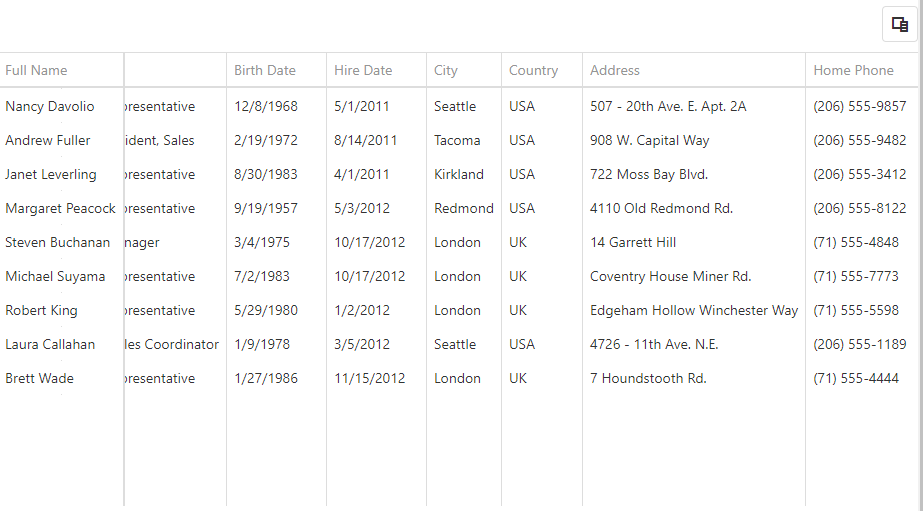 Full Name Birth Date Hire Date City Country Address Home Phone
Nancy Davolio presentative 12/8/1968 5/1/2011 Seattle USA 507 - 20th Ave. E. Apt. 2A (206) 555-9857
Andrew Fuller ident, Sales 2/19/1972 8/14/2011 Tacoma USA 908 W. Capital Way (206) 555-9482
Janet Leverling presentative 8/30/1983 4/1/2011 Kirkland USA 722 Moss Bay Blvd. (206) 555-3412
Margaret Peacock presentative 9/19/1957 5/3/2012 Redmond USA 4110 Old Redmond Rd. (206) 555-8122
Steven Buchanan nager 3/4/1975 10/17/2012 London UK 14 Garrett Hill (71) 555-4848
Michael Suyama presentative 7/2/1983 10/17/2012 London UK Coventry House Miner Rd. (71) 555-7773
Robert King presentative 5/29/1980 1/2/2012 London UK Edgeham Hollow Winchester Way (71) 555-5598
Laura Callahan les Coordinator 1/9/1978 3/5/2012 Seattle USA 4726 - 11th Ave. N.E. (206) 555-1189
Brett Wade presentative 1/27/1986 11/15/2012 London UK 7 Houndstooth Rd. (71) 555-4444